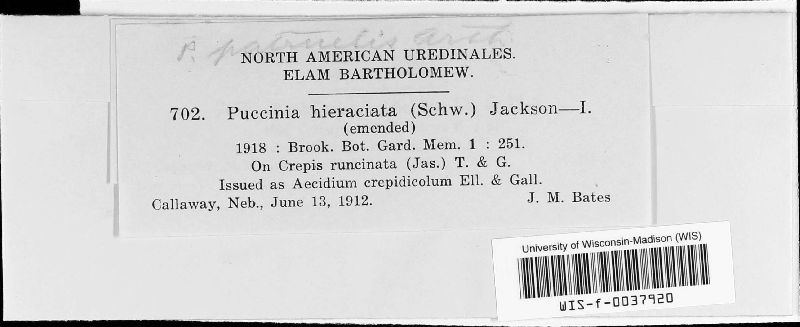 P. patruelis Arth.
NORTH AMERICAN UREDINALES.
ELAM BARTHOLOMEW.
702. Puccinia hieraciata (Schw.) Jackson—I.
(emended)
1918 : Brook. Bot. Gard. Mem. 1 : 251.
On Crepis runcinata (Jas.) T. & G.
Issued as Aecidium crepidicolum Ell. & Gall.
Callaway, Neb., June 13, 1912. J. M. Bates
University of Wisconsin-Madison (WIS)
WIS-f-0037920